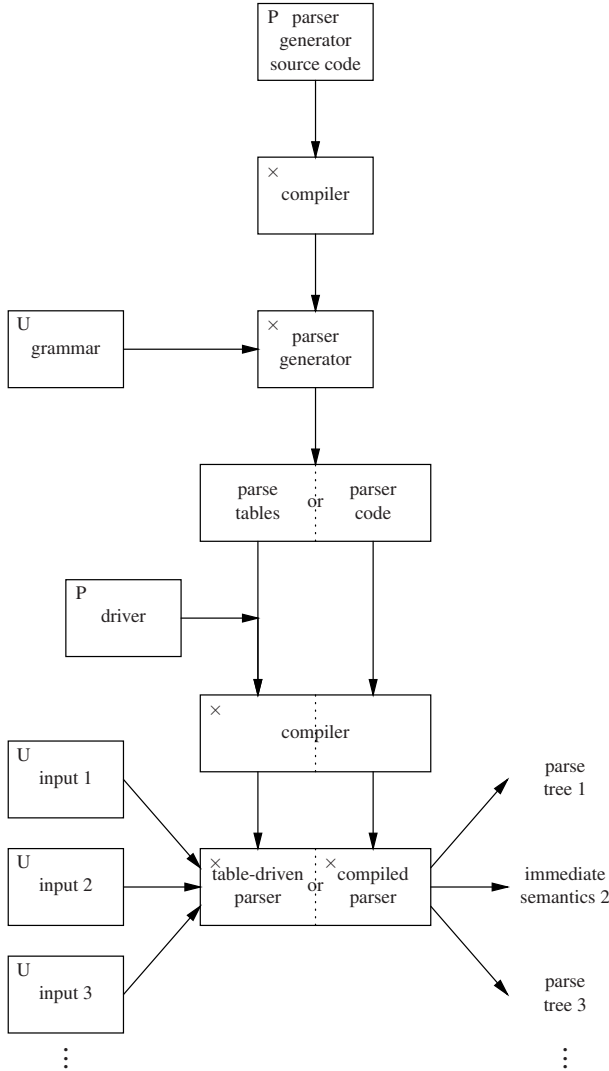 P parser
generator
source code
×
compiler
U
grammar
×
parser
generator
parse
tables
or
parser
code
P
driver
×
compiler
U
input 1
parse
tree 1
U
input 2
×
table-driven
parser
or
×
compiled
parser
immediate
semantics 2
U
input 3
parse
tree 3
⋮
⋮